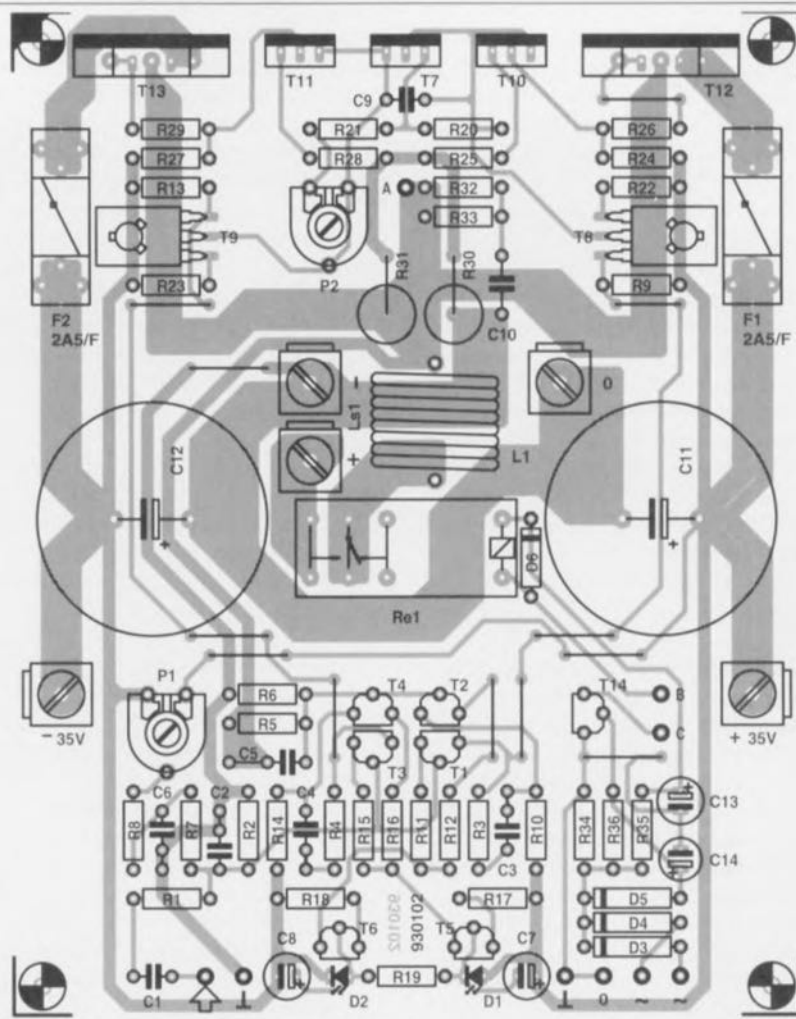 T13
T11
T7
T10
T12
C9
R29
R21
R20
R26
R27
R28
R25
R24
R13
A
R32
R22
R33
T9
T8
P2
R31
R30
R23
R9
C10
F2
2A5/F
F1
2A5/F
−
Ls1
0
+
L1
C12
C11
+
+
D6
Re1
P1
T4
T2
T14
R6
B
R5
C
− 35V
+ 35V
C5
T3
T1
C6
C2
C4
C13
R8
R7
R2
R14
R4
R15
R16
R11
R12
R3
R10
R34
R36
R35
C3
C14
R1
R18
R17
D5
930102
930102
T6
T5
D4
D3
C8
C7
C1
⊥
+
D2
R19
D1
+
⊥
0
~
~